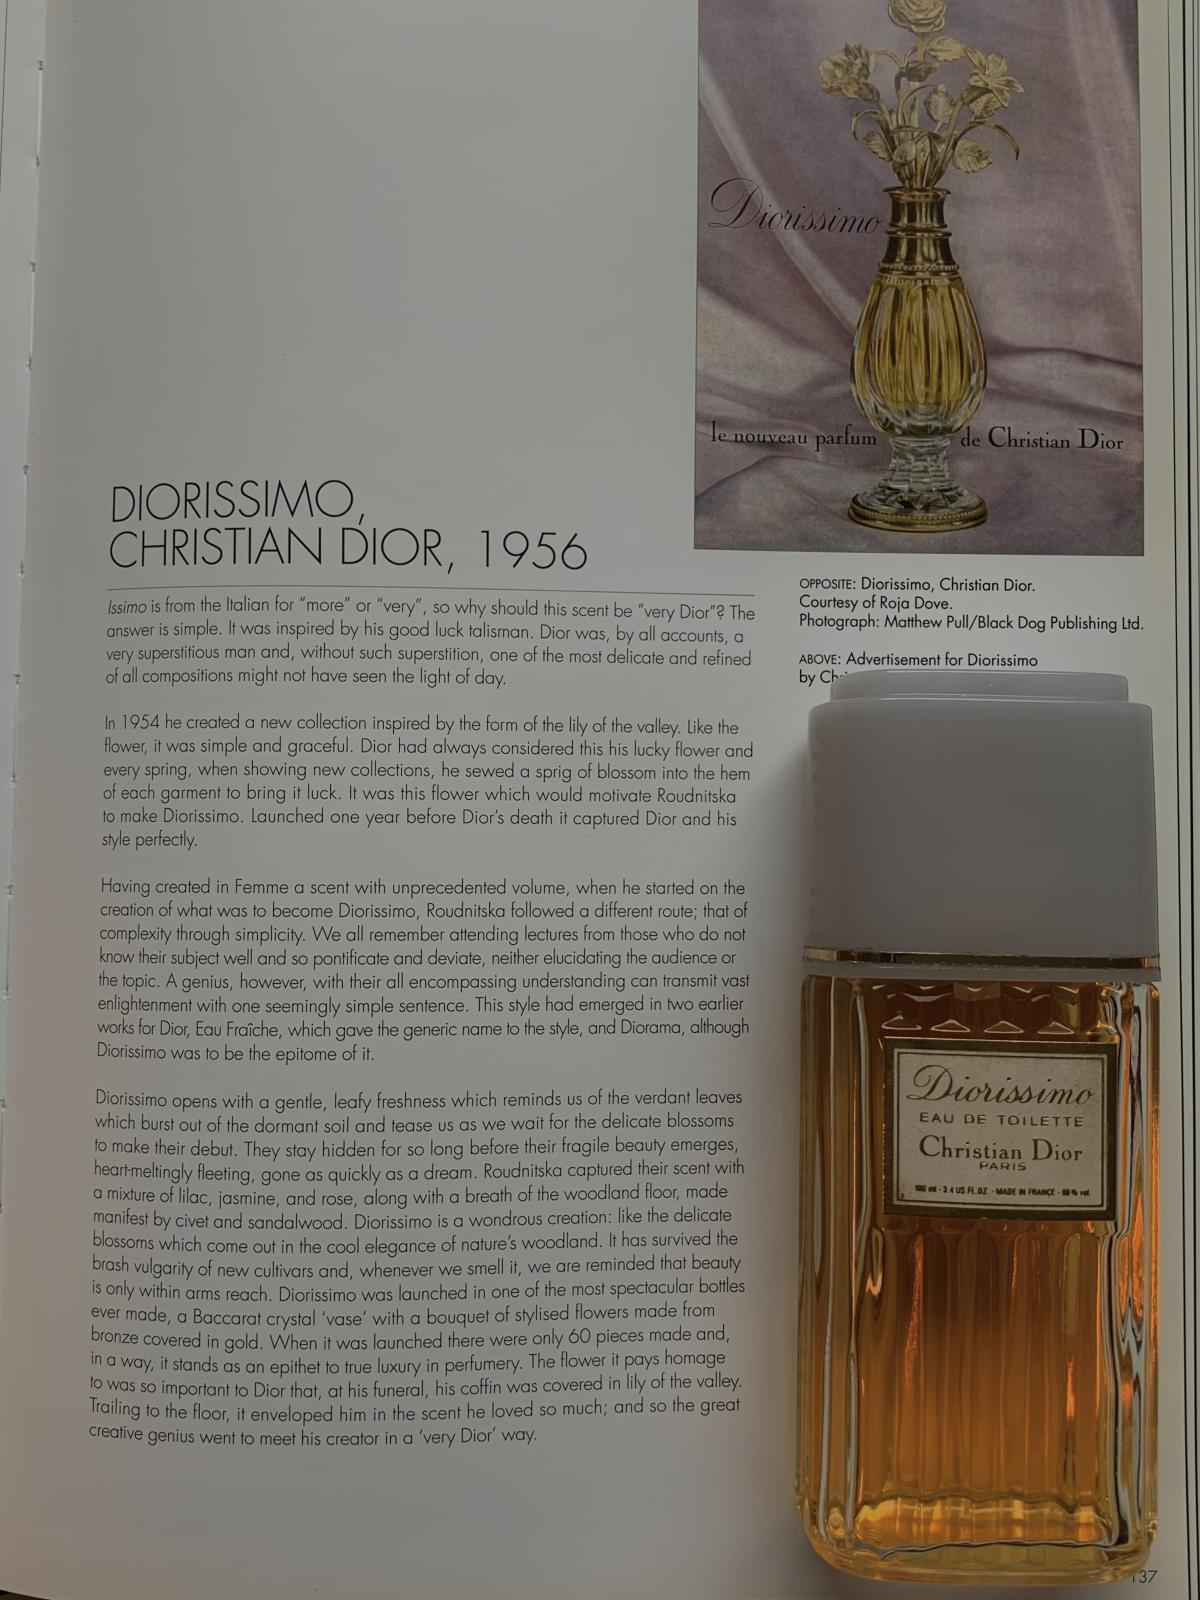 Diorissimo
Diorissimo
le nouveau parfum de Christian Dior
DIORISSIMO,
CHRISTIAN DIOR, 1956
Issimo is from the Italian for “more” or “very”, so why should this scent be “very Dior”? The
answer is simple. It was inspired by his good luck talisman. Dior was, by all accounts, a
very superstitious man and, without such superstition, one of the most delicate and refined
of all compositions might not have seen the light of day.
In 1954 he created a new collection inspired by the form of the lily of the valley. Like the
flower, it was simple and graceful. Dior had always considered this his lucky flower and
every spring, when showing new collections, he sewed a sprig of blossom into the hem
of each garment to bring it luck. It was this flower which would motivate Roudnitska
to make Diorissimo. Launched one year before Dior’s death it captured Dior and his
style perfectly.
Having created in Femme a scent with unprecedented volume, when he started on the
creation of what was to become Diorissimo, Roudnitska followed a different route; that of
complexity through simplicity. We all remember attending lectures from those who do not
know their subject well and so pontificate and deviate, neither elucidating the audience or
the topic. A genius, however, with their all encompassing understanding can transmit vast
enlightenment with one seemingly simple sentence. This style had emerged in two earlier
works for Dior, Eau Fraîche, which gave the generic name to the style, and Diorama, although
Diorissimo was to be the epitome of it.
Diorissimo opens with a gentle, leafy freshness which reminds us of the verdant leaves
which burst out of the dormant soil and tease us as we wait for the delicate blossoms
to make their debut. They stay hidden for so long before their fragile beauty emerges,
heart-meltingly fleeting, gone as quickly as a dream. Roudnitska captured their scent with
a mixture of lilac, jasmine, and rose, along with a breath of the woodland floor, made
manifest by civet and sandalwood. Diorissimo is a wondrous creation: like the delicate
blossoms which come out in the cool elegance of nature’s woodland. It has survived the
brash vulgarity of new cultivars and, whenever we smell it, we are reminded that beauty
is only within arms reach. Diorissimo was launched in one of the most spectacular bottles
ever made, a Baccarat crystal ‘vase’ with a bouquet of stylised flowers made from
bronze covered in gold. When it was launched there were only 60 pieces made and,
in a way, it stands as an epithet to true luxury in perfumery. The flower it pays homage
to was so important to Dior that, at his funeral, his coffin was covered in lily of the valley.
Trailing to the floor, it enveloped him in the scent he loved so much; and so the great
creative genius went to meet his creator in a ‘very Dior’ way.
OPPOSITE: Diorissimo, Christian Dior.
Courtesy of Roja Dove.
Photograph: Matthew Pull/Black Dog Publishing Ltd.
ABOVE: Advertisement for Diorissimo
by
Diorissimo
EAU DE TOILETTE
Christian Dior
PARIS
100 ml - 3.4 US FL.OZ. - MADE IN FRANCE - vol
137